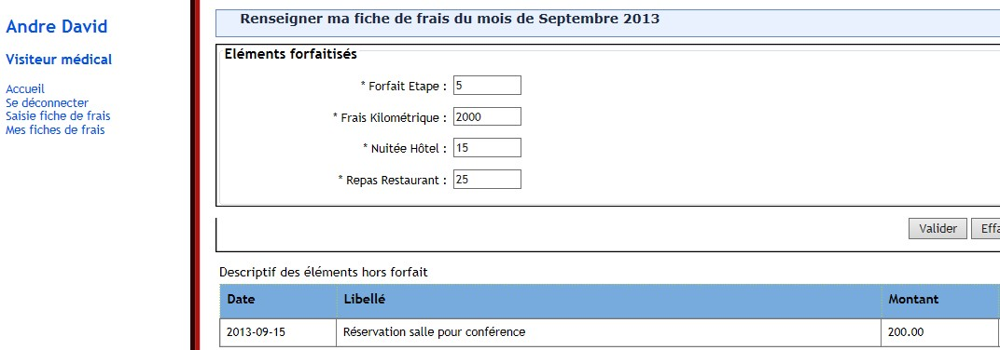 Andre David
Visiteur médical
Accueil
Se déconnecter
Saisie fiche de frais
Mes fiches de frais
Renseigner ma fiche de frais du mois de Septembre 2013
Eléments forfaitisés
* Forfait Etape : 5
* Frais Kilométrique : 2000
* Nuitée Hôtel : 15
* Repas Restaurant : 25
Valider Effa
Descriptif des éléments hors forfait
Date Libellé Montant
2013-09-15 Réservation salle pour conférence 200.00